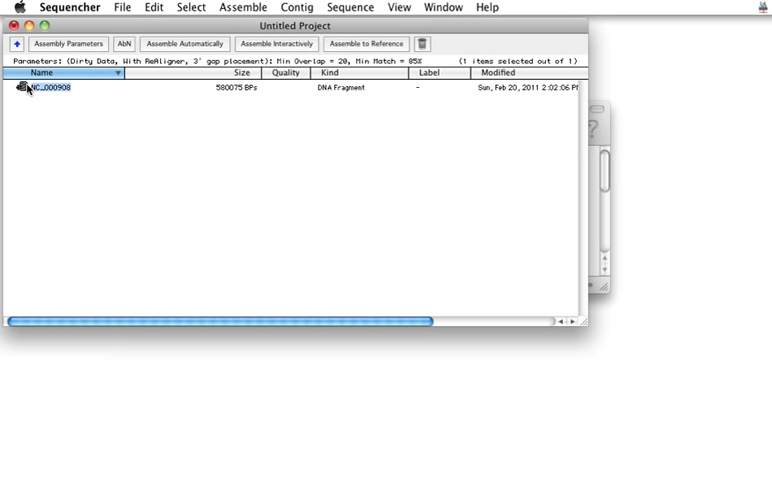 Sequencher File Edit Select Assemble Contig Sequence View Window Help
Untitled Project
Assembly Parameters AbN Assemble Automatically Assemble Interactively Assemble to Reference
Parameters: (Dirty Data, With ReAligner, 3' gap placement): Min Overlap = 20, Min Match = 85% (1 items selected out of 1)
Name Size Quality Kind Label Modified
NC_000908 580075 BPs DNA Fragment - Sun, Feb 20, 2011 2:02:06 PM
?